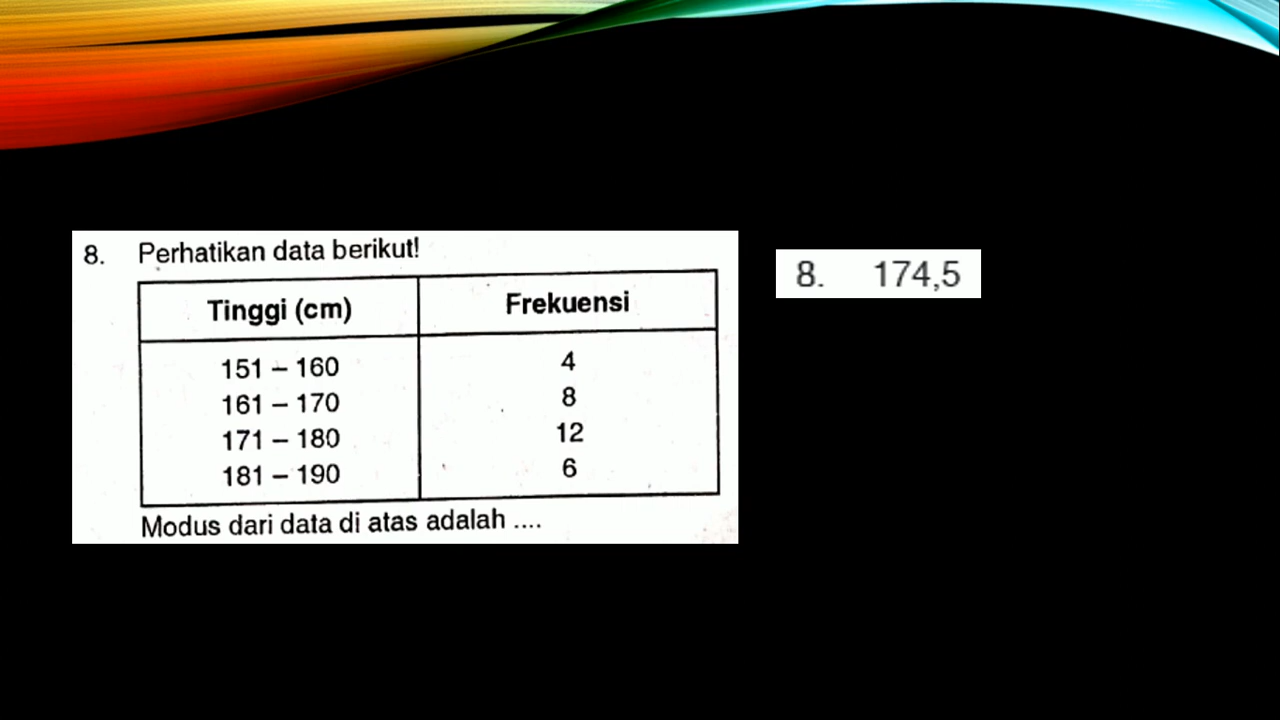 8. Perhatikan data berikut!
Tinggi (cm) Frekuensi
151 – 160 4
161 – 170 8
171 – 180 12
181 – 190 6
Modus dari data di atas adalah ....
8. 174,5